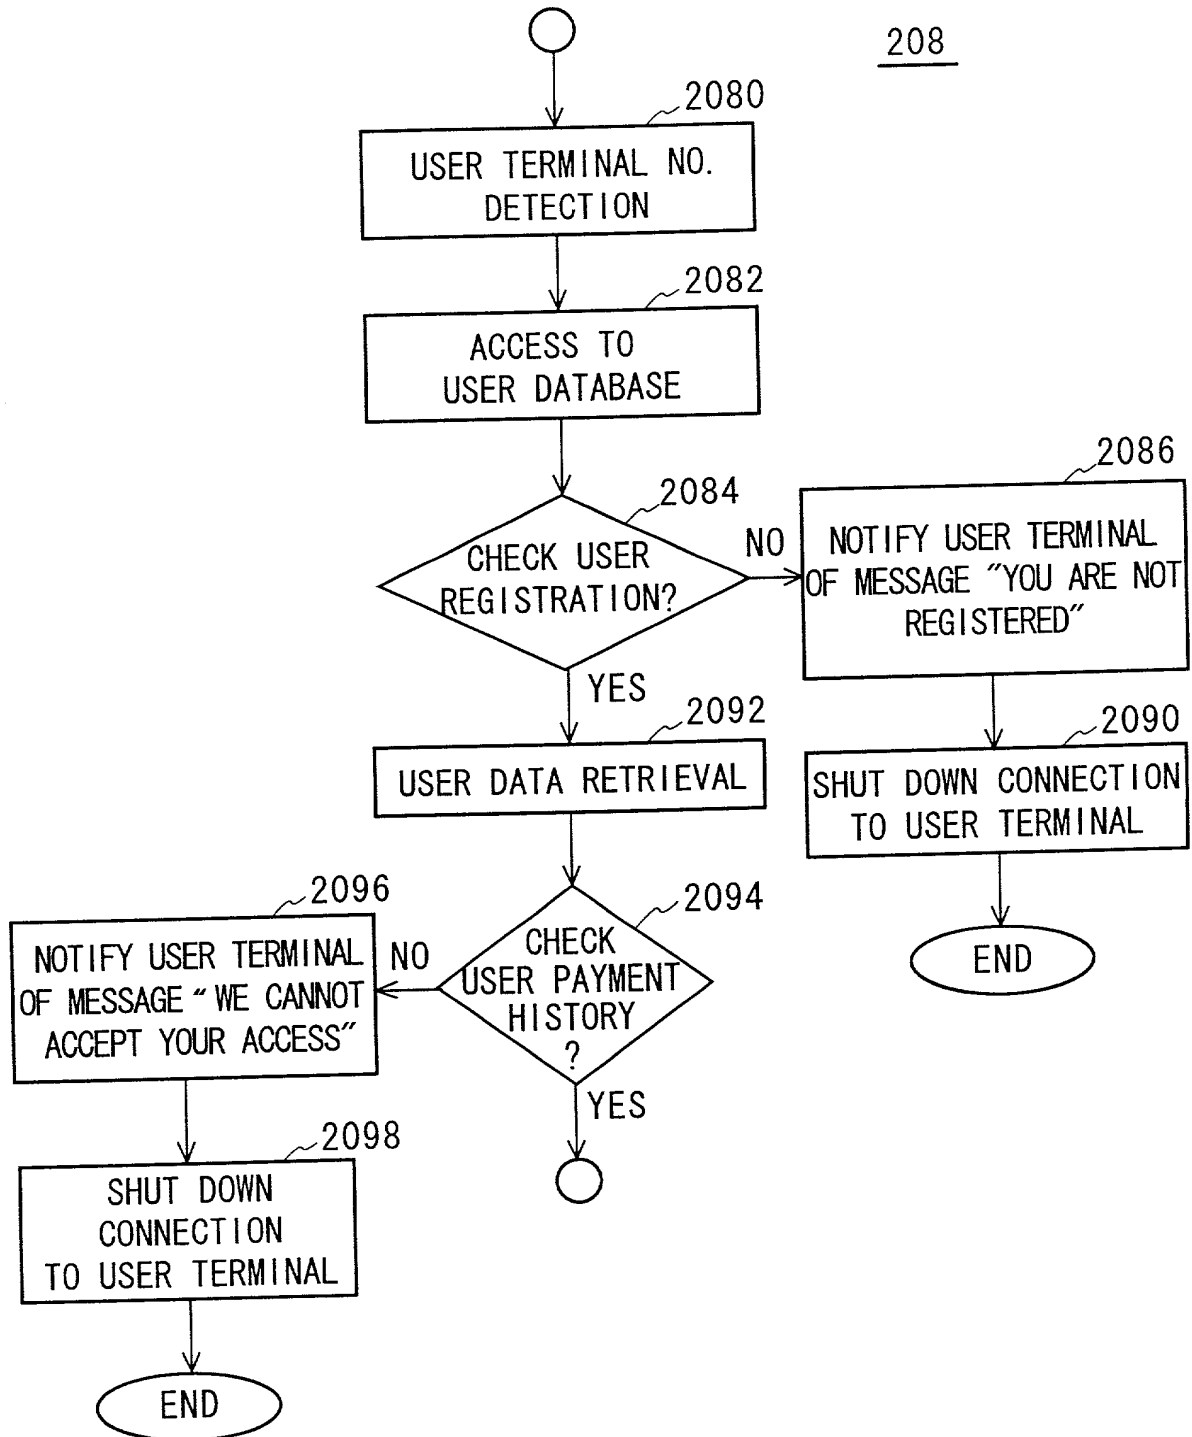 208
2080
USER TERMINAL NO.
DETECTION
2082
ACCESS TO
USER DATABASE
2084
CHECK USER
REGISTRATION?
NO
YES
2086
NOTIFY USER TERMINAL
OF MESSAGE "YOU ARE NOT
REGISTERED"
2090
SHUT DOWN CONNECTION
TO USER TERMINAL
END
2092
USER DATA RETRIEVAL
2094
CHECK
USER PAYMENT
HISTORY
?
NO
YES
2096
NOTIFY USER TERMINAL
OF MESSAGE "WE CANNOT
ACCEPT YOUR ACCESS"
2098
SHUT DOWN
CONNECTION
TO USER TERMINAL
END